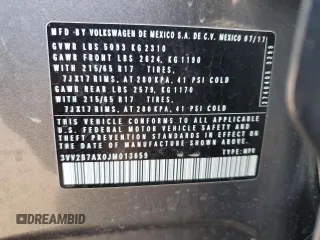 MFD.BY VOLKSWAGEN DE MEXICO S.A. DE C.V. MEXICO 07/17
GVWR LBS 5093 KG 2310
GAWR FRONT LBS 2624 KG 1190
WITH 215/65 R17 TIRES,
7JX17 RIMS, AT 280 KPA, 41 PSI COLD
GAWR REAR LBS 2579, KG 1170
WITH 215/65 R17 TIRES,
7JX17 RIMS, AT 280 KPA, 41 PSI COLD
THIS VEHICLE CONFORMS TO ALL APPLICABLE
FEDERAL MOTOR VEHICLE SAFETY AND THEFT
PREVENTION STANDARDS IN EFFECT ON THE
DATE OF MANUFACTURE SHOWN ABOVE.
3VV2B7AX0JM013659 TYPE: MPV
DREAMBID
DREAMBID.COM